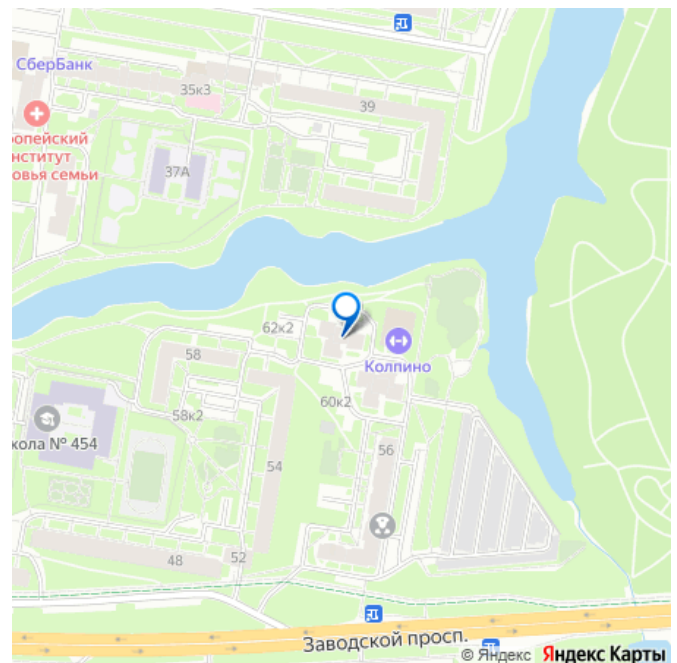 СберБанк
35к3
39
ропейский
нститут
овья семьи
37А
62к2
58
Колпино
60к2
58к2
кола № 454
54
56
48
52
Заводской просп.
© Яндекс Яндекс Карты